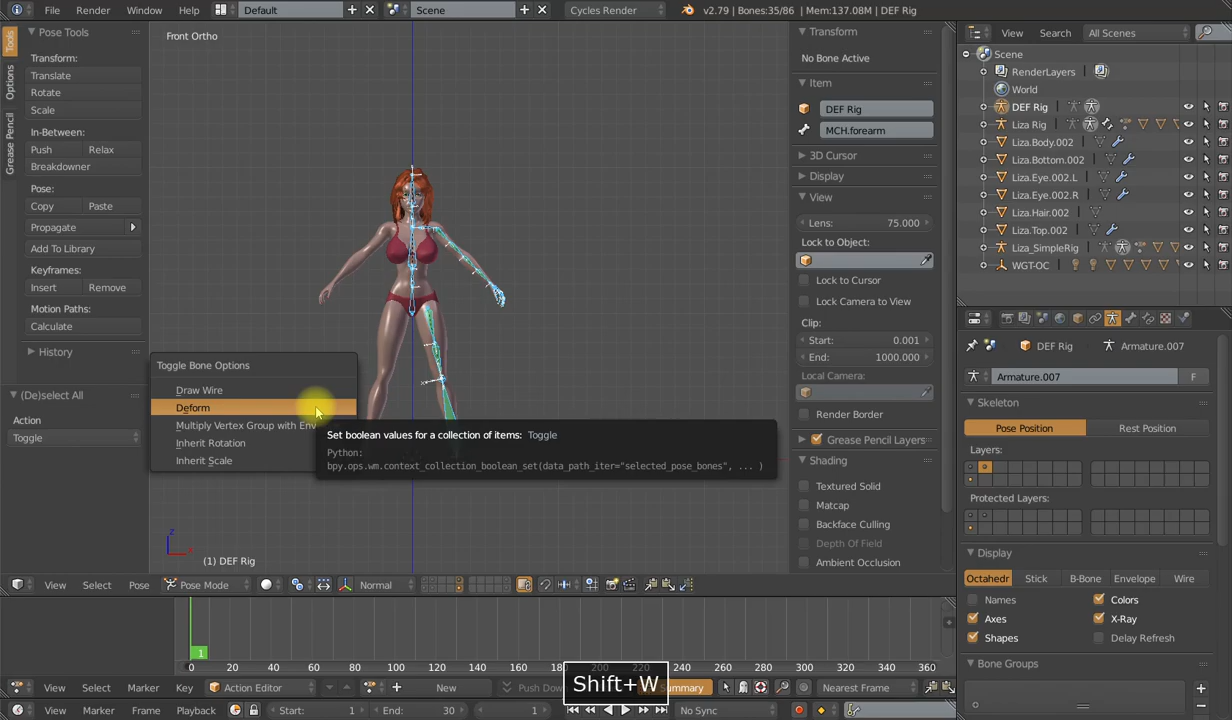 File Render Window Help Default Scene Cycles Render v2.79 | Bones:35/86 | Mem:137.08M | DEF Rig
Tools
Options
Grease Pencil
Pose Tools
Transform:
Translate
Rotate
Scale
In-Between:
Push Relax
Breakdowner
Pose:
Copy Paste
Propagate
Add To Library
Keyframes:
Insert Remove
Motion Paths:
Calculate
History
(De)select All
Action
Toggle
Front Ortho
Toggle Bone Options
Draw Wire
Deform
Multiply Vertex Group with Env
Inherit Rotation
Inherit Scale
Set boolean values for a collection of items: Toggle
Python:
bpy.ops.wm.context_collection_boolean_set(data_path_iter="selected_pose_bones", ... )
(1) DEF Rig
View Select Pose Pose Mode Normal
Transform
No Bone Active
Item
DEF Rig
MCH.forearm
3D Cursor
Display
View
Lens: 75.000
Lock to Object:
Lock to Cursor
Lock Camera to View
Clip:
Start: 0.001
End: 1000.000
Local Camera:
Render Border
Grease Pencil Layers
Shading
Textured Solid
Matcap
Backface Culling
Depth Of Field
Ambient Occlusion
View Search All Scenes
Scene
RenderLayers
World
DEF Rig
Liza Rig
Liza.Body.002
Liza.Bottom.002
Liza.Eye.002.L
Liza.Eye.002.R
Liza.Hair.002
Liza.Top.002
Liza_SimpleRig
WGT-OC
DEF Rig Armature.007
Armature.007 F
Skeleton
Pose Position Rest Position
Layers:
Protected Layers:
Display
Octahedr Stick B-Bone Envelope Wire
Names Colors
Axes X-Ray
Shapes Delay Refresh
Bone Groups
1
0 20 40 60 80 100 120 140 160 180 200 220 240 260 280 300 320 340 360
Shift+W
View Select Marker Key Action Editor New Push Down Summary Nearest Frame
View Marker Frame Playback Start: 1 End: 30 1 No Sync